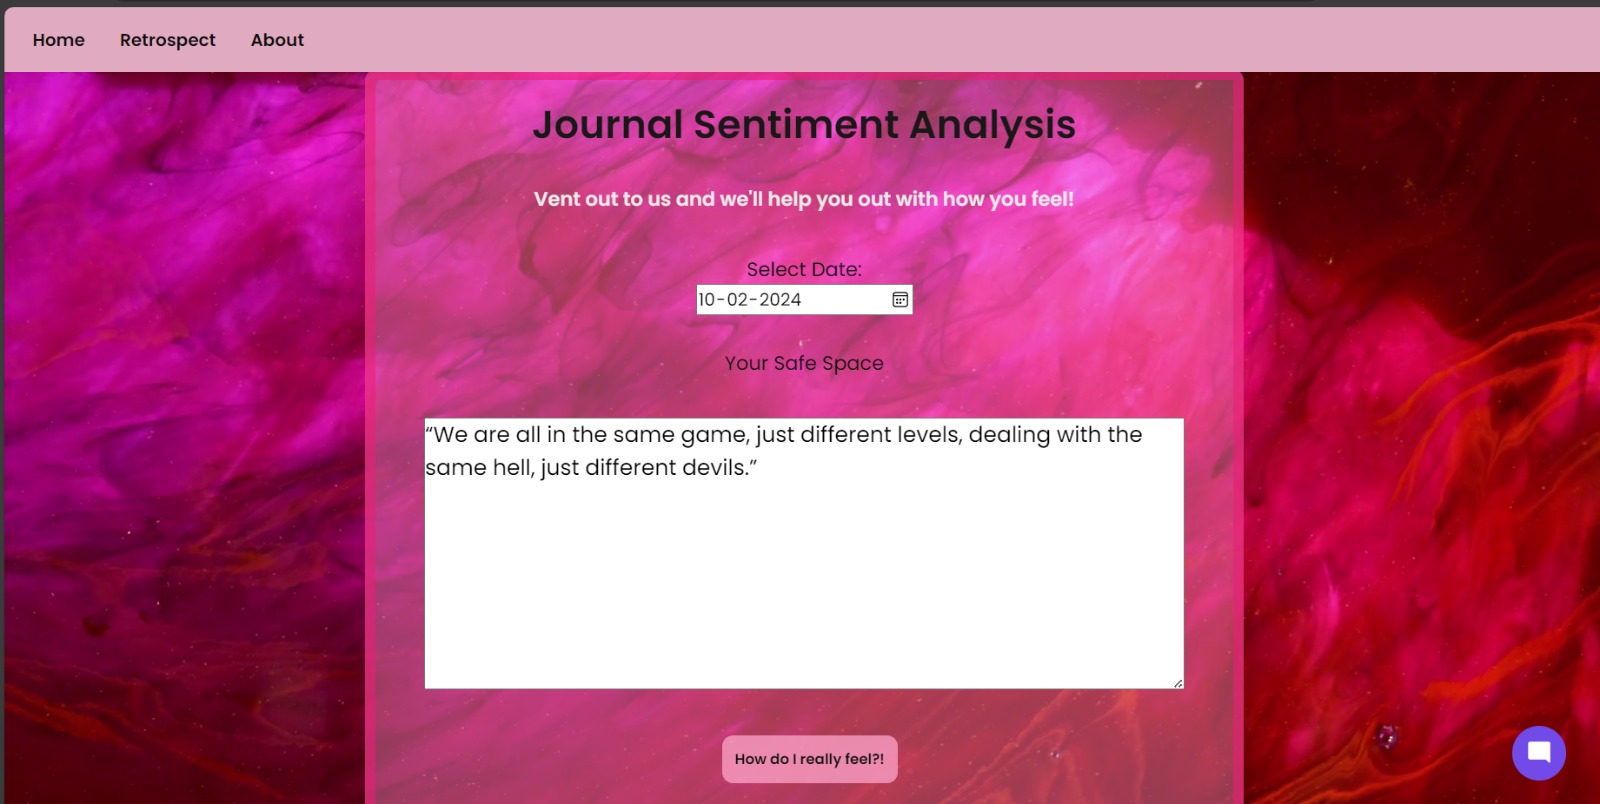 Home Retrospect About
Journal Sentiment Analysis
Vent out to us and we'll help you out with how you feel!
Select Date:
10-02-2024
Your Safe Space
“We are all in the same game, just different levels, dealing with the
same hell, just different devils.”
How do I really feel?!